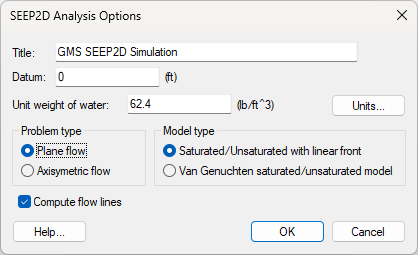 SEEP2D Analysis Options
Title: GMS SEEP2D Simulation
Datum: 0 (ft)
Unit weight of water: 62.4 (lb/ft^3) Units...
Problem type Model type
Plane flow Saturated/Unsaturated with linear front
Axisymetric flow Van Genuchten saturated/unsaturated model
Compute flow lines
Help... OK Cancel